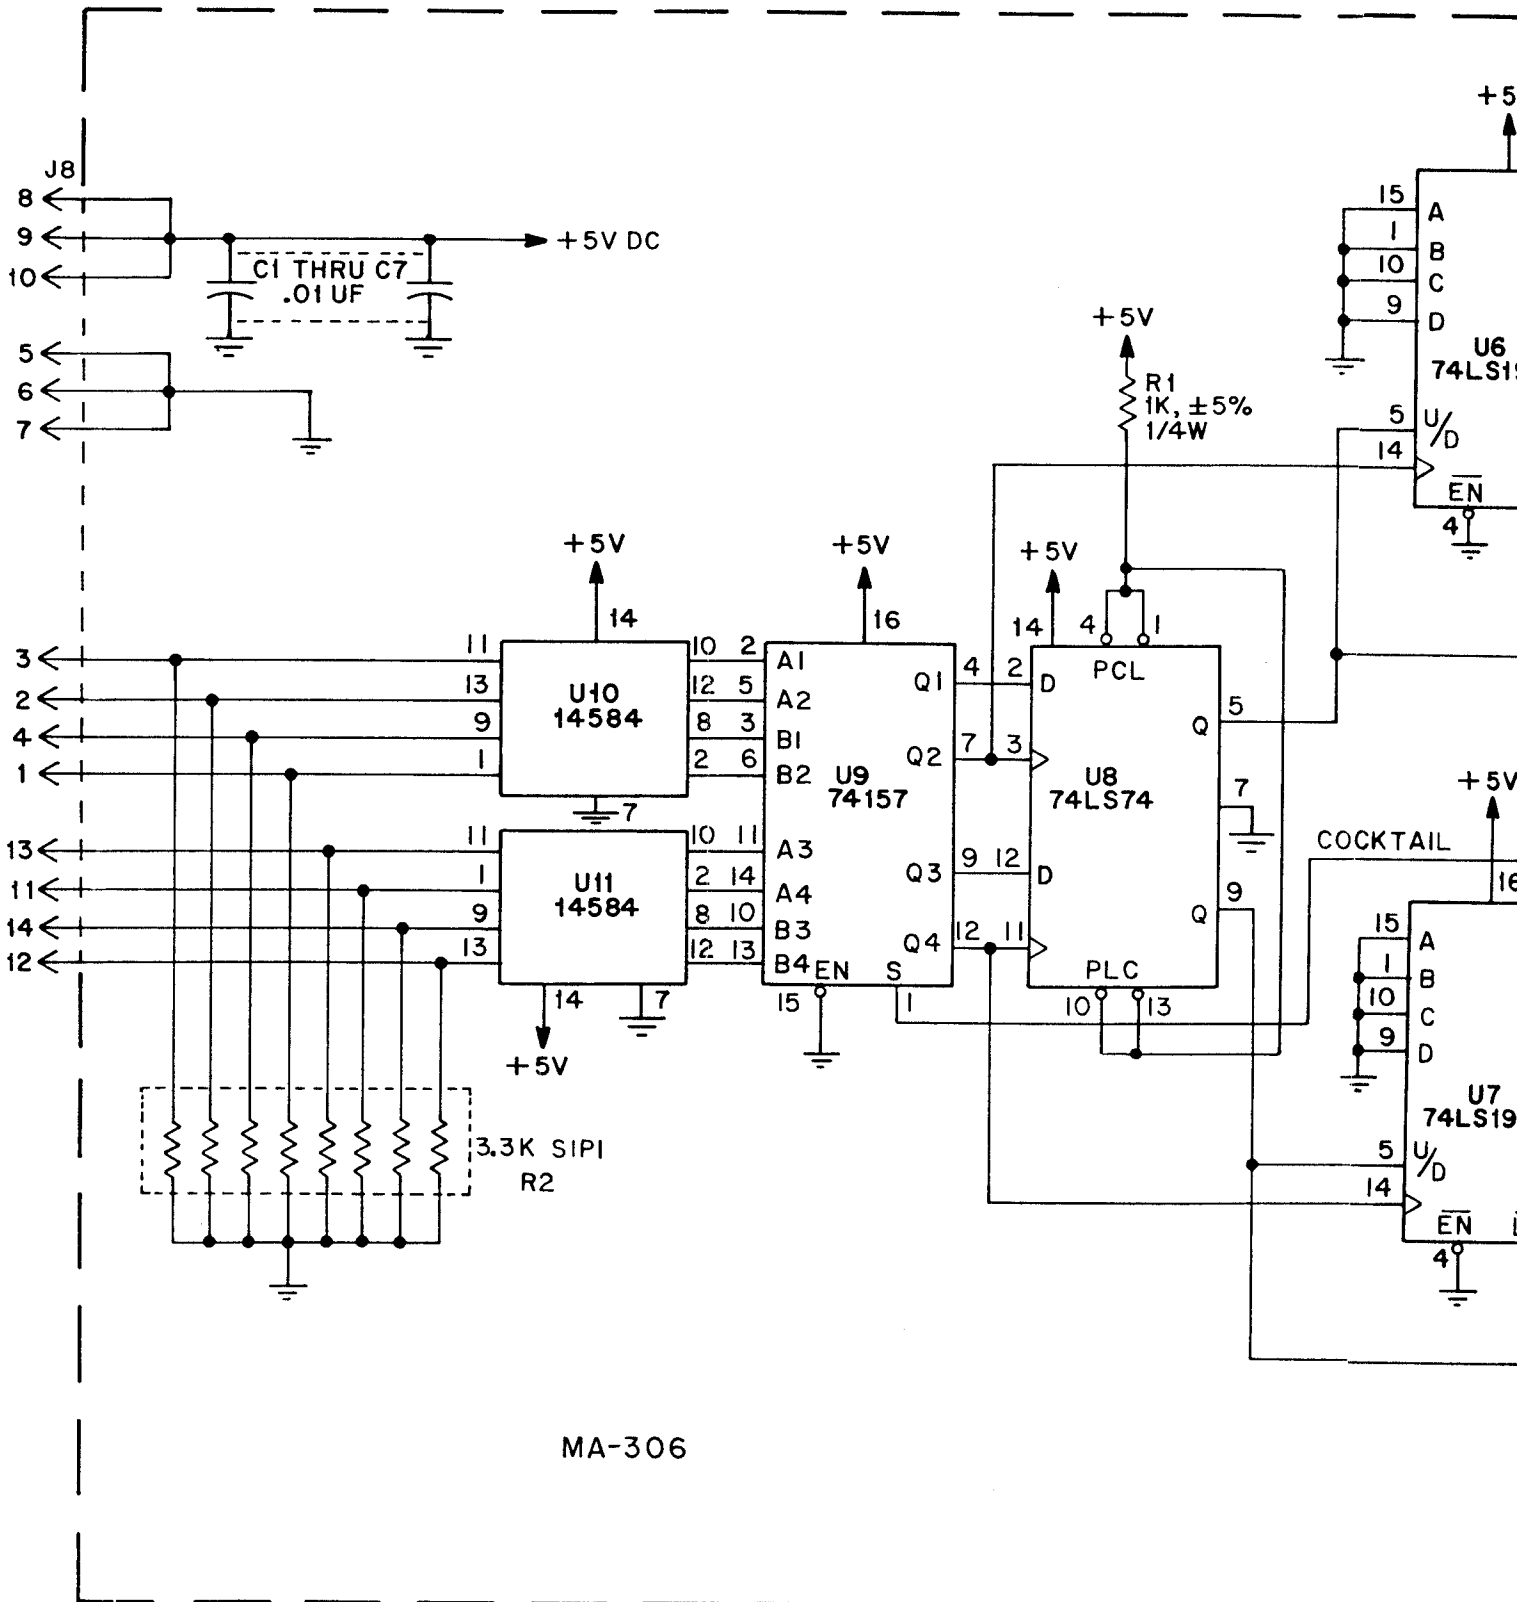 +5
J8
8
9
10
+5V DC
C1 THRU C7
.01 UF
5
6
7
+5V
R1
1K, ±5%
1/4W
15 A
1 B
10 C
9 D
U6
5 U/D
14
EN
4
+5V
14
+5V
16
+5V
14
4 1
PCL
3
2
4
1
11
13
9
1
U10
14584
10 2
12 5
8 3
2 6
7
A1
A2
B1
B2
U9
74157
Q1
Q2
Q3
Q4
4 2
7 3
9 12
12 11
D
D
U8
74LS74
Q 5
7
Q 9
PLC
10 13
13
11
14
12
11
1
9
13
U11
14584
10 11
2 14
8 10
12 13
A3
A4
B3
B4
EN
S
15
1
14
7
+5V
COCKTAIL
+5V
16
15 A
1 B
10 C
9 D
U7
5 U/D
14
EN
4
3.3K SIP1
R2
MA-306